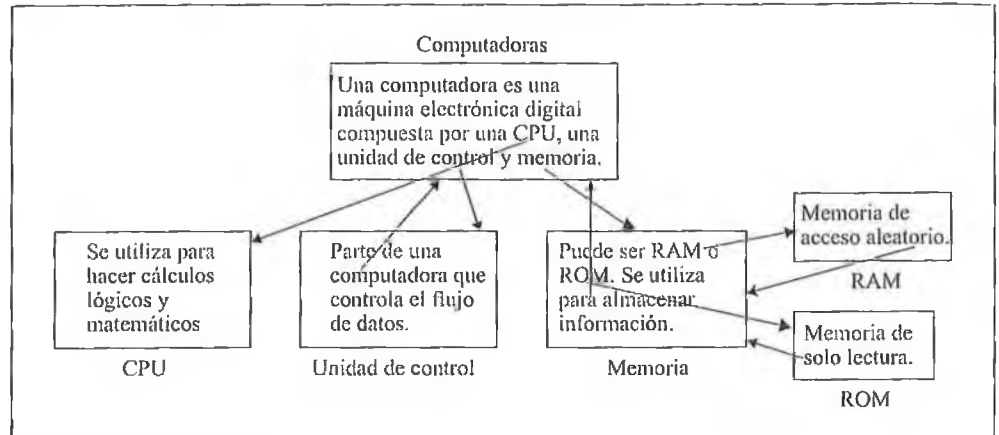 Computadoras
Una computadora es una
máquina electrónica digital
compuesta por una CPU, una
unidad de control y memoria.
Se utiliza para
hacer cálculos
lógicos y
matemáticos
CPU
Parte de una
computadora que
controla el flujo
de datos.
Unidad de control
Puede ser RAM o
ROM. Se utiliza
para almacenar
información.
Memoria
Memoria de
acceso aleatorio.
RAM
Memoria de
solo lectura.
ROM